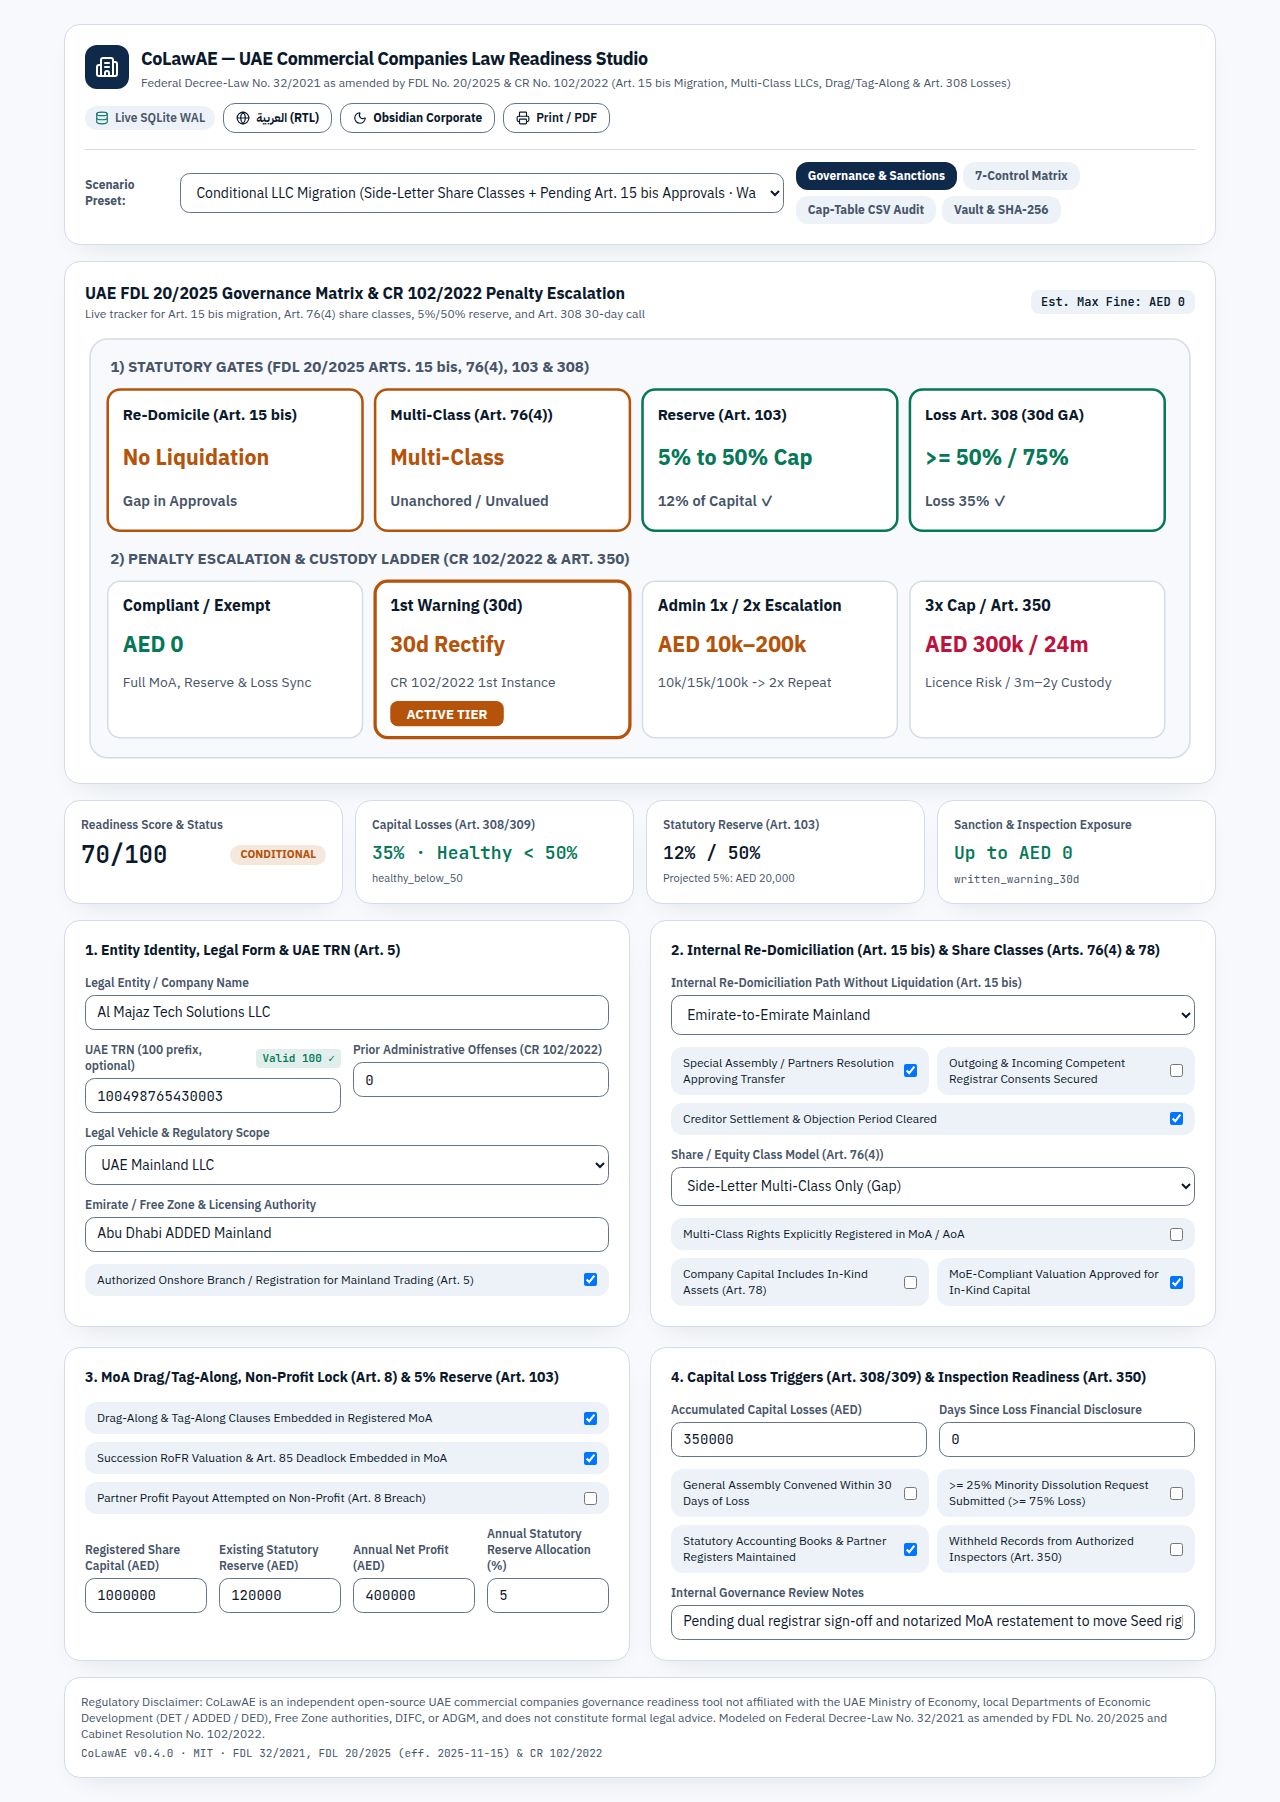 CoLawAE — UAE Commercial Companies Law Readiness Studio
Federal Decree-Law No. 32/2021 as amended by FDL No. 20/2025 & CR No. 102/2022 (Art. 15 bis Migration, Multi-Class LLCs, Drag/Tag-Along & Art. 308 Losses)
Live SQLite WAL
العربية (RTL)
Obsidian Corporate
Print / PDF
Scenario
Preset:
Conditional LLC Migration (Side-Letter Share Classes + Pending Art. 15 bis Approvals · Wa
Governance & Sanctions
7-Control Matrix
Cap-Table CSV Audit
Vault & SHA-256
UAE FDL 20/2025 Governance Matrix & CR 102/2022 Penalty Escalation
Live tracker for Art. 15 bis migration, Art. 76(4) share classes, 5%/50% reserve, and Art. 308 30-day call
Est. Max Fine: AED 0
1) STATUTORY GATES (FDL 20/2025 ARTS. 15 bis, 76(4), 103 & 308)
Re-Domicile (Art. 15 bis)
No Liquidation
Gap in Approvals
Multi-Class (Art. 76(4))
Multi-Class
Unanchored / Unvalued
Reserve (Art. 103)
5% to 50% Cap
12% of Capital ✓
Loss Art. 308 (30d GA)
>= 50% / 75%
Loss 35% ✓
2) PENALTY ESCALATION & CUSTODY LADDER (CR 102/2022 & ART. 350)
Compliant / Exempt
AED 0
Full MoA, Reserve & Loss Sync
1st Warning (30d)
30d Rectify
CR 102/2022 1st Instance
ACTIVE TIER
Admin 1x / 2x Escalation
AED 10k–200k
10k/15k/100k -> 2x Repeat
3x Cap / Art. 350
AED 300k / 24m
Licence Risk / 3m–2y Custody
Readiness Score & Status
70/100
CONDITIONAL
Capital Losses (Art. 308/309)
35% · Healthy < 50%
healthy_below_50
Statutory Reserve (Art. 103)
12% / 50%
Projected 5%: AED 20,000
Sanction & Inspection Exposure
Up to AED 0
written_warning_30d
1. Entity Identity, Legal Form & UAE TRN (Art. 5)
Legal Entity / Company Name
Al Majaz Tech Solutions LLC
UAE TRN (100 prefix,
optional)
Valid 100 ✓
100498765430003
Prior Administrative Offenses (CR 102/2022)
0
Legal Vehicle & Regulatory Scope
UAE Mainland LLC
Emirate / Free Zone & Licensing Authority
Abu Dhabi ADDED Mainland
Authorized Onshore Branch / Registration for Mainland Trading (Art. 5)
2. Internal Re-Domiciliation (Art. 15 bis) & Share Classes (Arts. 76(4) & 78)
Internal Re-Domiciliation Path Without Liquidation (Art. 15 bis)
Emirate-to-Emirate Mainland
Special Assembly / Partners Resolution
Approving Transfer
Outgoing & Incoming Competent
Registrar Consents Secured
Creditor Settlement & Objection Period Cleared
Share / Equity Class Model (Art. 76(4))
Side-Letter Multi-Class Only (Gap)
Multi-Class Rights Explicitly Registered in MoA / AoA
Company Capital Includes In-Kind
Assets (Art. 78)
MoE-Compliant Valuation Approved for
In-Kind Capital
3. MoA Drag/Tag-Along, Non-Profit Lock (Art. 8) & 5% Reserve (Art. 103)
Drag-Along & Tag-Along Clauses Embedded in Registered MoA
Succession RoFR Valuation & Art. 85 Deadlock Embedded in MoA
Partner Profit Payout Attempted on Non-Profit (Art. 8 Breach)
Registered Share
Capital (AED)
1000000
Existing Statutory
Reserve (AED)
120000
Annual Net Profit
(AED)
400000
Annual Statutory
Reserve Allocation
(%)
5
4. Capital Loss Triggers (Art. 308/309) & Inspection Readiness (Art. 350)
Accumulated Capital Losses (AED)
350000
Days Since Loss Financial Disclosure
0
General Assembly Convened Within 30
Days of Loss
>= 25% Minority Dissolution Request
Submitted (>= 75% Loss)
Statutory Accounting Books & Partner
Registers Maintained
Withheld Records from Authorized
Inspectors (Art. 350)
Internal Governance Review Notes
Pending dual registrar sign-off and notarized MoA restatement to move Seed rig
Regulatory Disclaimer: CoLawAE is an independent open-source UAE commercial companies governance readiness tool not affiliated with the UAE Ministry of Economy, local Departments of Economic
Development (DET / ADDED / DED), Free Zone authorities, DIFC, or ADGM, and does not constitute formal legal advice. Modeled on Federal Decree-Law No. 32/2021 as amended by FDL No. 20/2025 and
Cabinet Resolution No. 102/2022.
CoLawAE v0.4.0 · MIT · FDL 32/2021, FDL 20/2025 (eff. 2025-11-15) & CR 102/2022